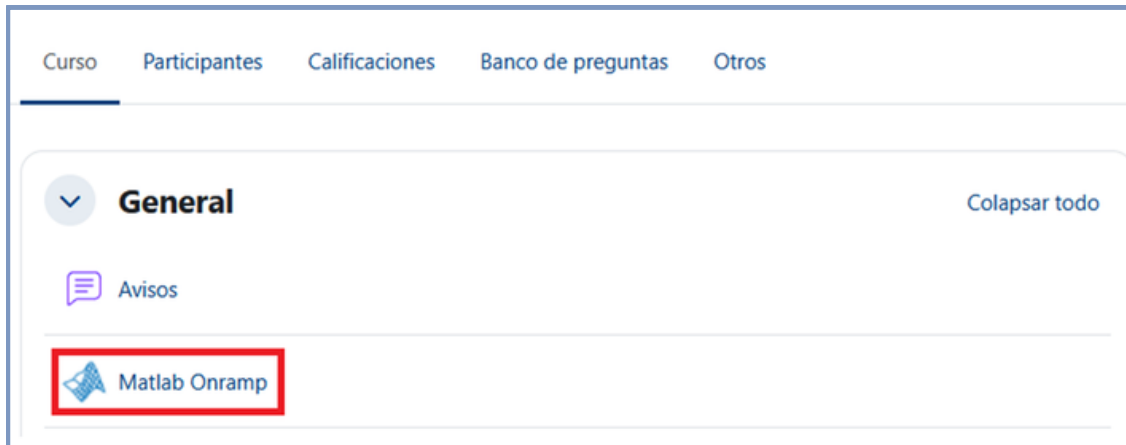 Curso Participantes Calificaciones Banco de preguntas Otros
General Colapsar todo
Avisos
Matlab Onramp